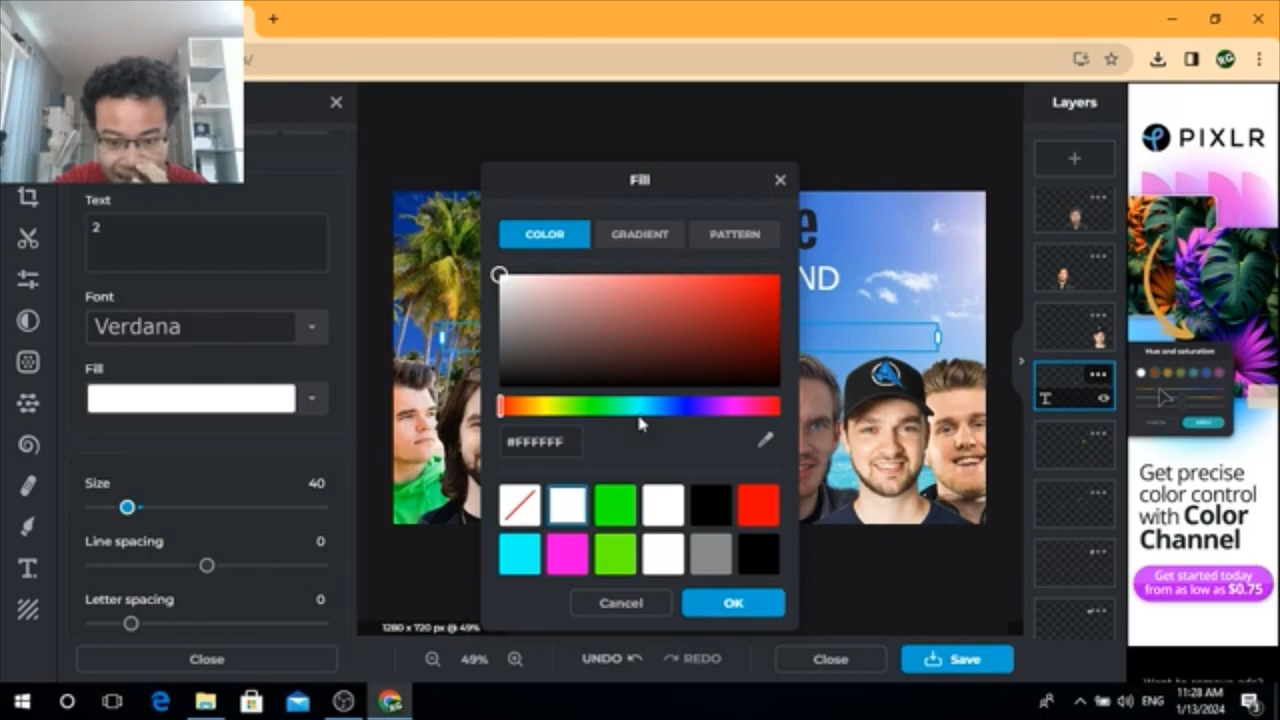 Layers
PIXLR
Fill
COLOR
GRADIENT
PATTERN
Text
2
e
ND
Font
Verdana
Fill
Hue and saturation
T
#FFFFFF
Size
40
Get precise
color control
with Color
Channel
Line spacing
0
Get started today
from as low as $0.75
Letter spacing
0
Cancel
OK
1280 x 720 px @ 49%
Close
49%
UNDO
REDO
Close
Save
ENG
11:28 AM
1/13/2024